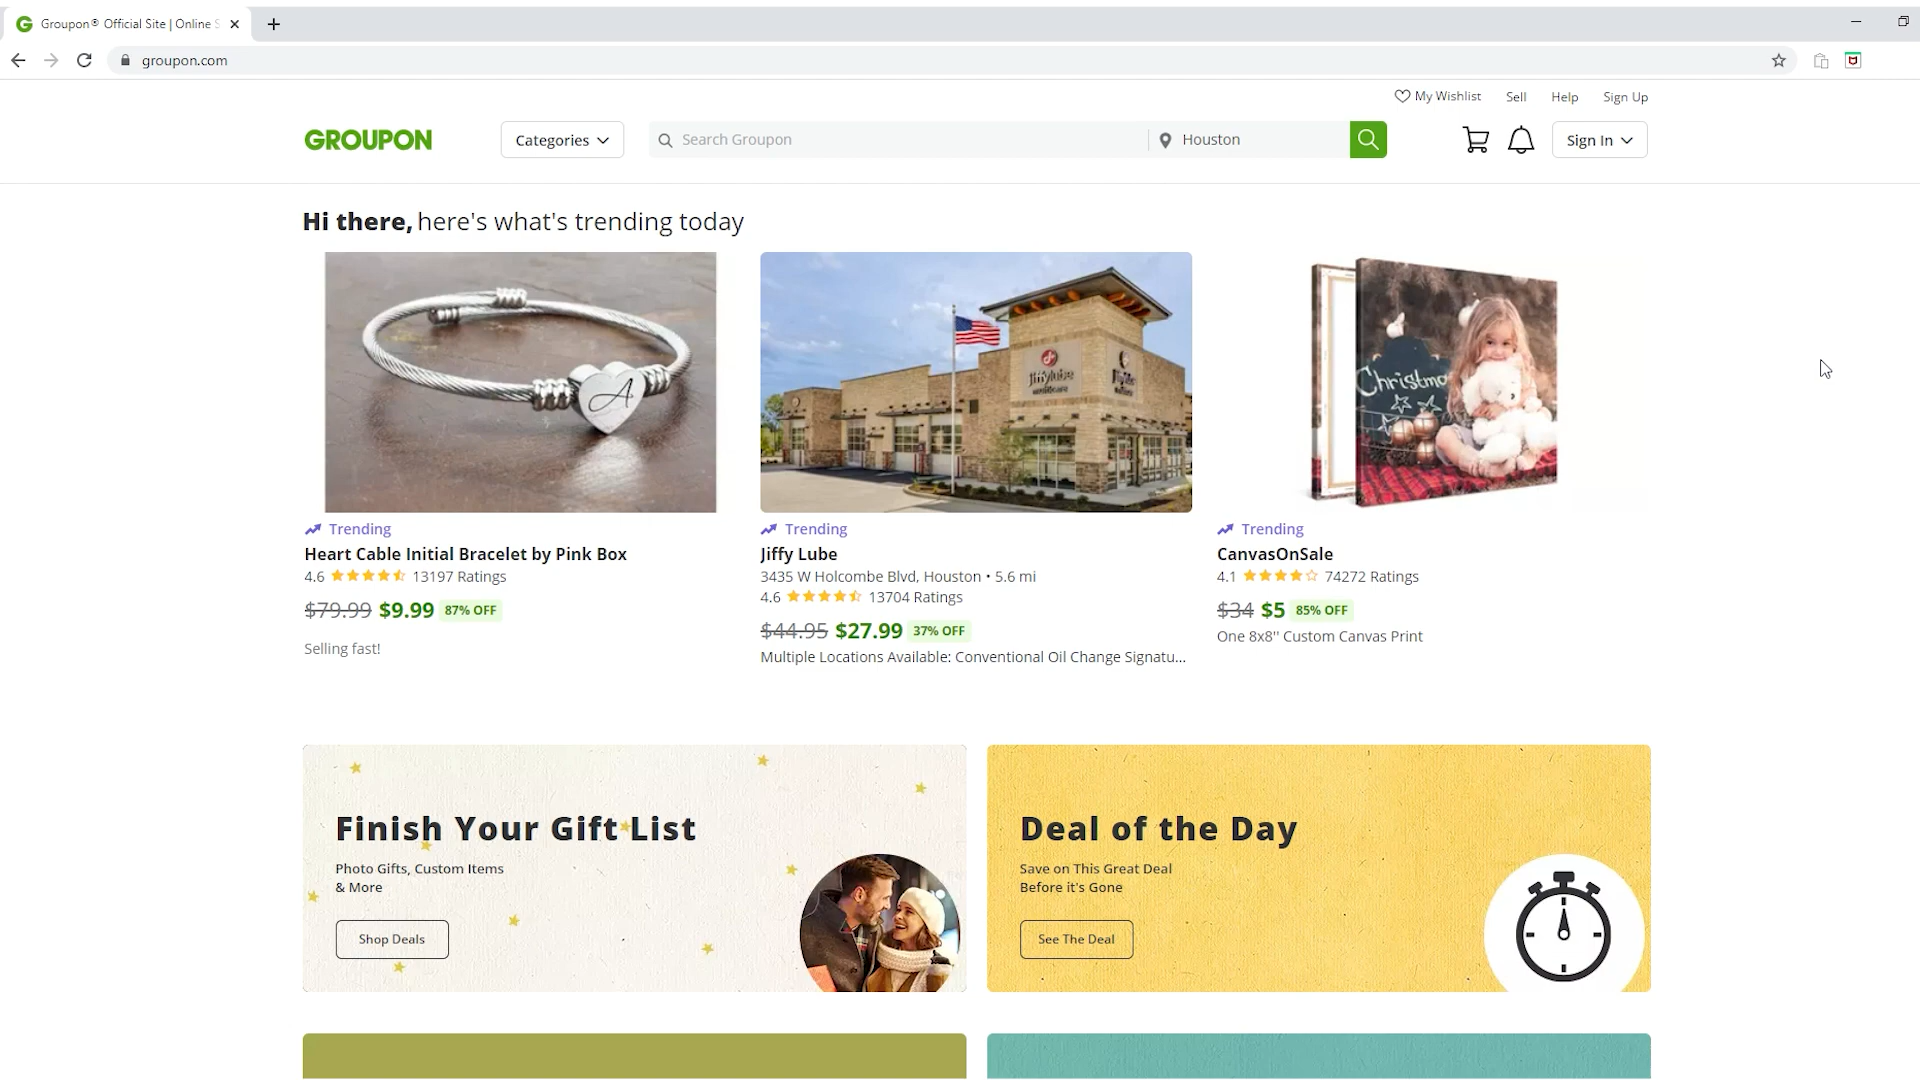 Groupon® Official Site | Online S
groupon.com
My Wishlist
Sell
Help
Sign Up
GROUPON
Categories
Search Groupon
Houston
Sign In
Hi there, here's what's trending today
A
Jiffylube
Christma
Trending
Heart Cable Initial Bracelet by Pink Box
4.6 13197 Ratings
$79.99 $9.99 87% OFF
Selling fast!
Trending
Jiffy Lube
3435 W Holcombe Blvd, Houston • 5.6 mi
4.6 13704 Ratings
$44.95 $27.99 37% OFF
Multiple Locations Available: Conventional Oil Change Signatu...
Trending
CanvasOnSale
4.1 74272 Ratings
$34 $5 85% OFF
One 8x8" Custom Canvas Print
Finish Your Gift List
Photo Gifts, Custom Items
& More
Shop Deals
Deal of the Day
Save on This Great Deal
Before it's Gone
See The Deal